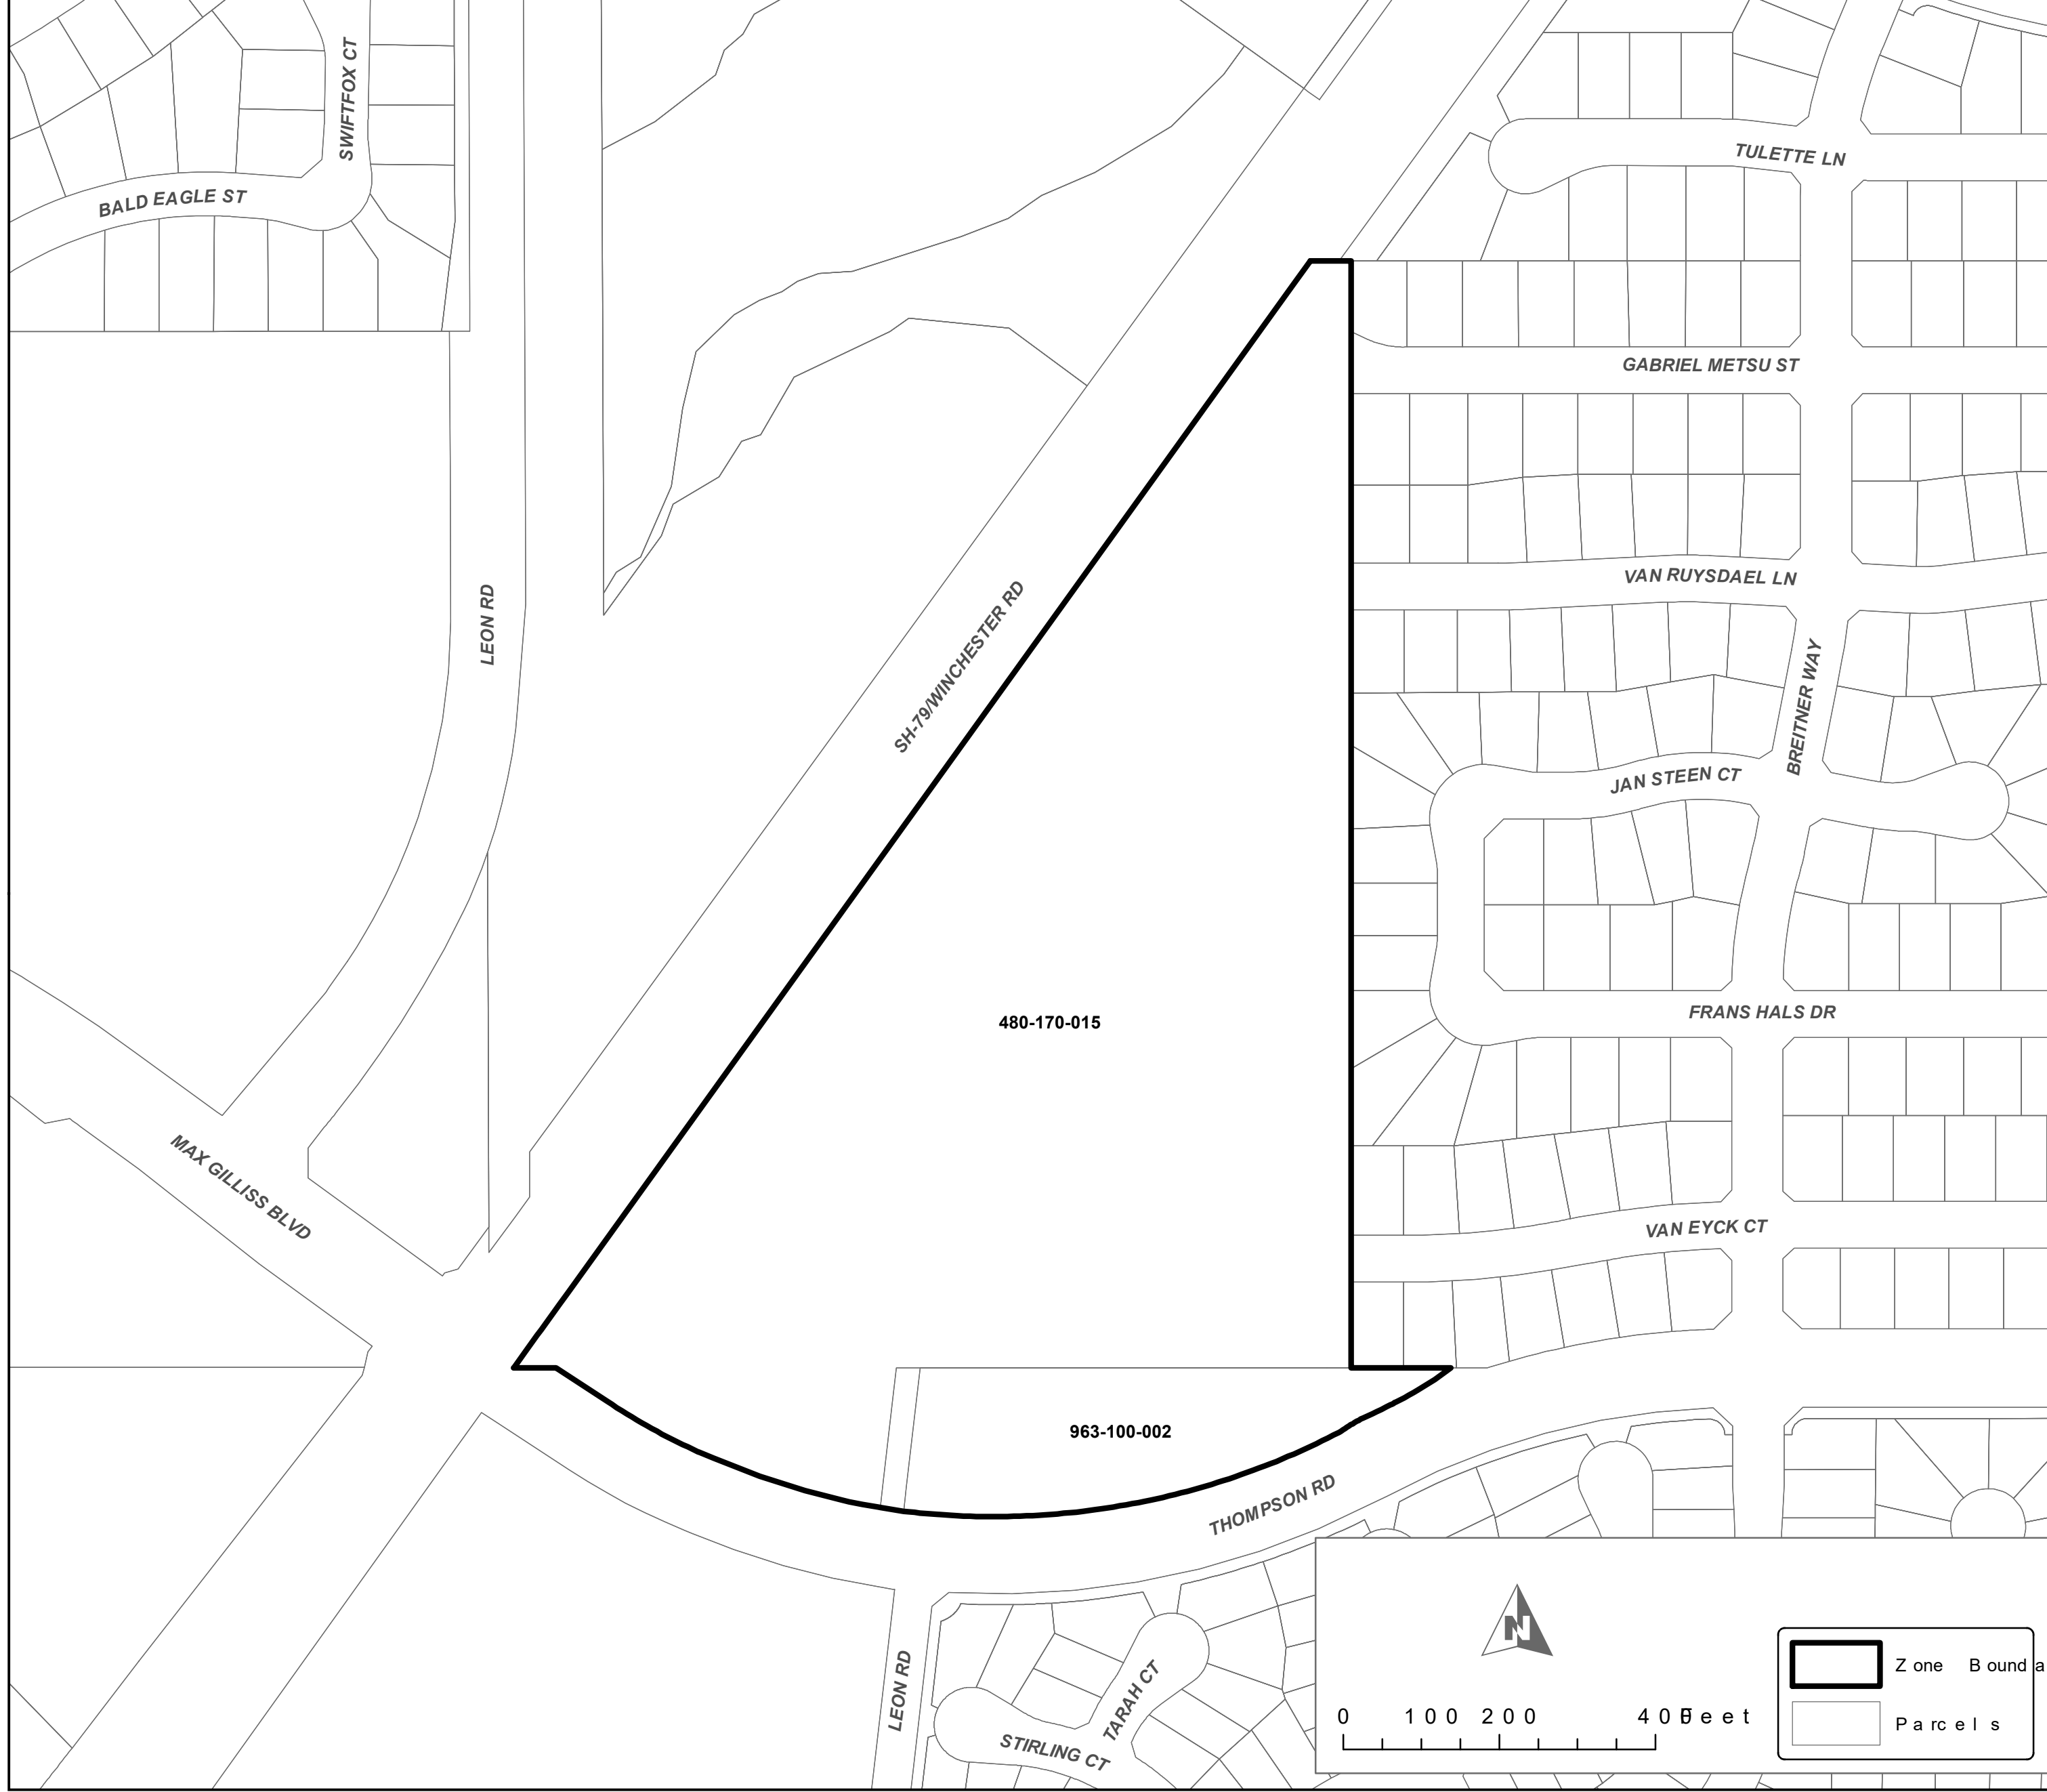 SWIFTFOX CT
TULETTE LN
BALD EAGLE ST
GABRIEL METSU ST
VAN RUYSDAEL LN
LEON RD
SH-79/WINCHESTER RD
BREITNER WAY
JAN STEEN CT
480-170-015
FRANS HALS DR
MAX GILLISS BLVD
VAN EYCK CT
963-100-002
THOMPSON RD
LEON RD
TARAH CT
STIRLING CT
N
0 100 200 400 Feet
Zone Bounda
Parcels